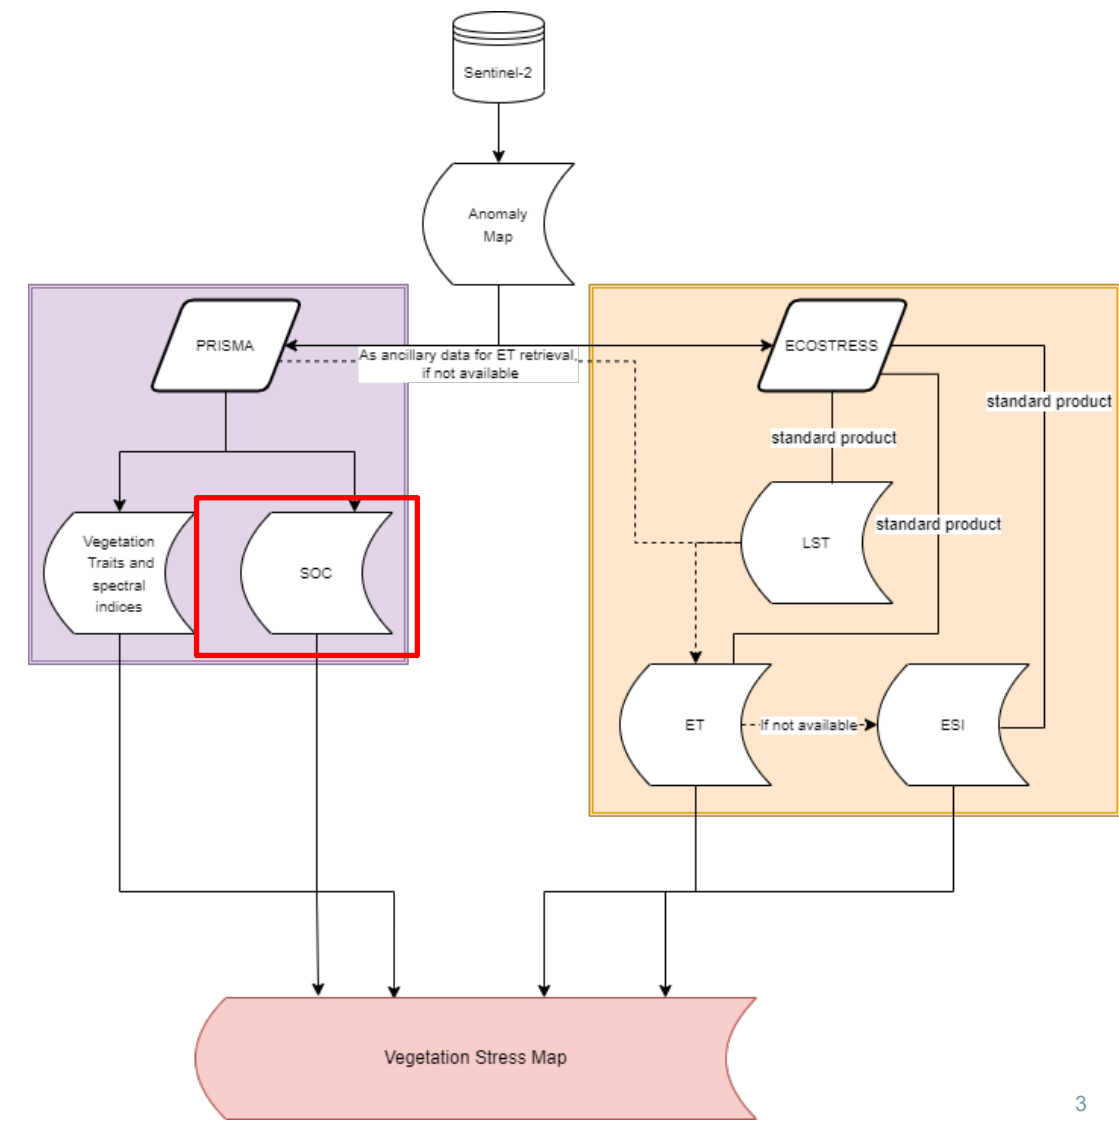 Sentinel-2
Anomaly
Map
PRISMA
As ancillary data for ET retrieval,
if not available
ECOSTRESS
standard product
standard product
standard product
Vegetation
Traits and
spectral
indices
SOC
LST
ET
If not available
ESI
Vegetation Stress Map
3